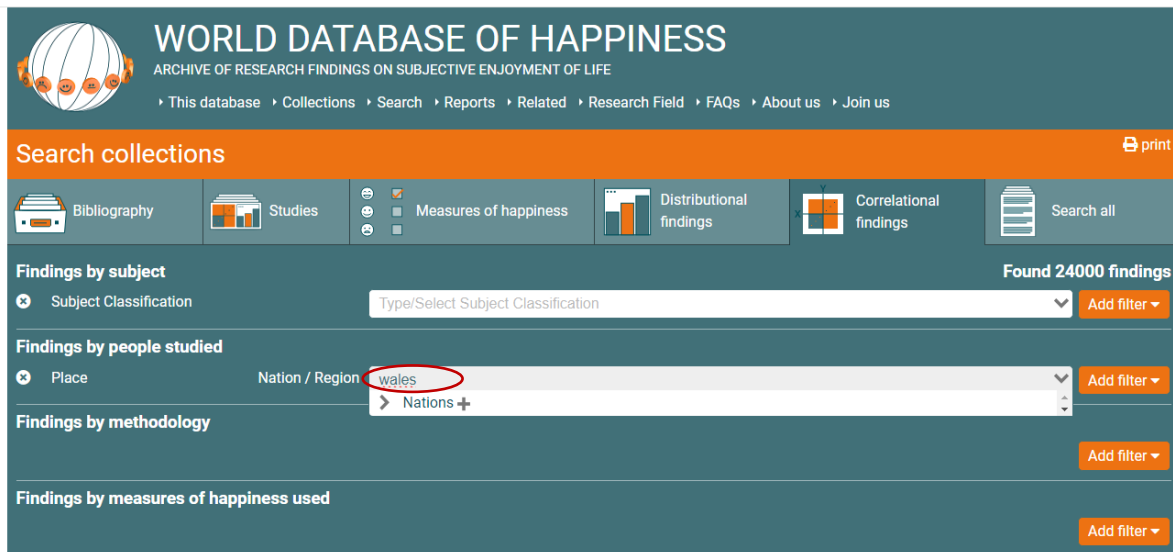 WORLD DATABASE OF HAPPINESS
ARCHIVE OF RESEARCH FINDINGS ON SUBJECTIVE ENJOYMENT OF LIFE
This database Collections Search Reports Related Research Field FAQs About us Join us
Search collections print
Bibliography Studies Measures of happiness Distributional findings Y X Correlational findings Search all
Findings by subject Found 24000 findings
Subject Classification Type/Select Subject Classification Add filter
Findings by people studied
Place Nation / Region wales Add filter
Nations
Findings by methodology
Add filter
Findings by measures of happiness used
Add filter